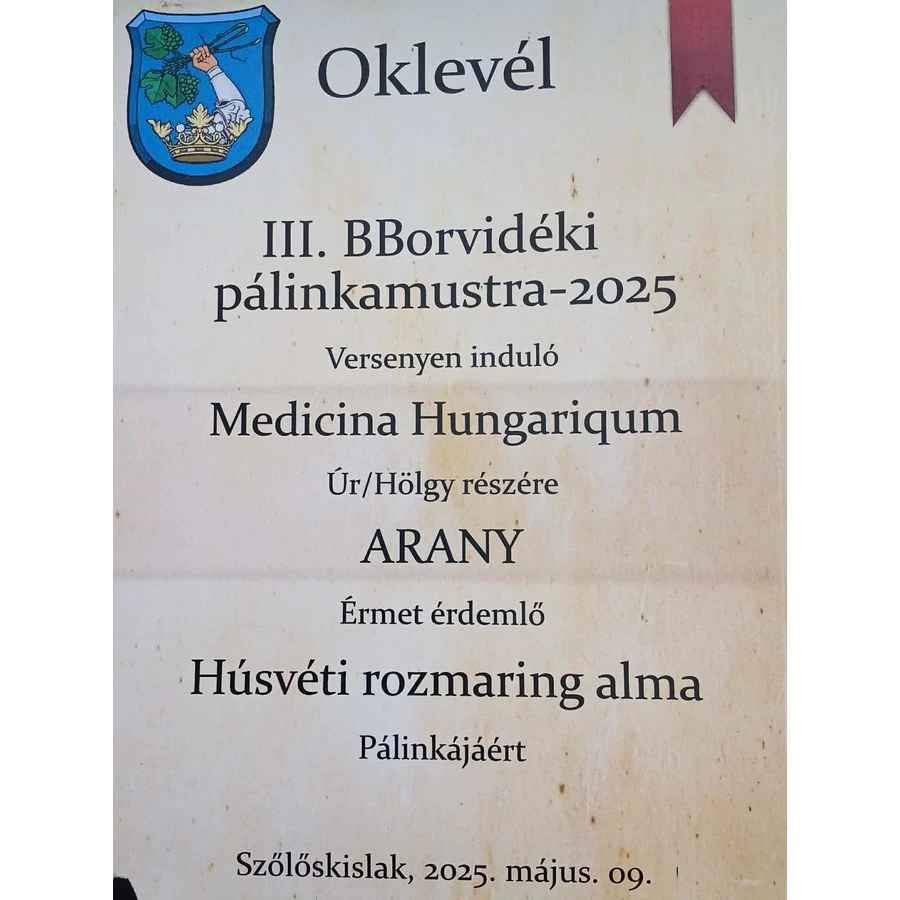 Oklevél
III. BBorvidéki
pálinkamustra-2025
Versenyen induló
Medicina Hungariqum
Úr/Hölgy részére
ARANY
Érmet érdemlő
Húsvéti rozmaring alma
Pálinkájáért
Szőlőskislak, 2025. május. 09.